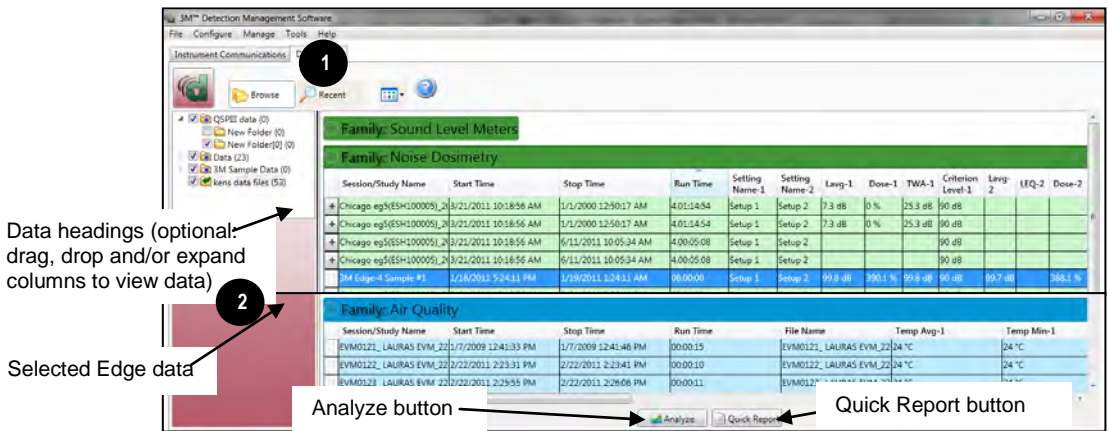 3M™ Detection Management Software
File Configure Manage Tools Help
Instrument Communications
1
Browse Recent
QSPIII data (0)
New Folder (0)
New Folder[0] (0)
Data (23)
3M Sample Data (0)
kens data files (53)
Family: Sound Level Meters
Family: Noise Dosimetry
Session/Study Name Start Time Stop Time Run Time Setting Name-1 Setting Name-2 Lavg-1 Dose-1 TWA-1 Criterion Level-1 Lavg-2 LEQ-2 Dose-2
+ Chicago eg5(ESH100005)_2( 3/21/2011 10:18:56 AM 1/1/2000 12:50:17 AM 4.01:14:54 Setup 1 Setup 2 7.3 dB 0 % 25.3 dB 90 dB
+ Chicago eg5(ESH100005)_2( 3/21/2011 10:18:56 AM 1/1/2000 12:50:17 AM 4.01:14:54 Setup 1 Setup 2 7.3 dB 0 % 25.3 dB 90 dB
+ Chicago eg5(ESH100005)_2( 3/21/2011 10:18:56 AM 6/11/2011 10:05:34 AM 4.00:05:08 Setup 1 Setup 2 90 dB
+ Chicago eg5(ESH100005)_2( 3/21/2011 10:18:56 AM 6/11/2011 10:05:34 AM 4.00:05:08 Setup 1 Setup 2 90 dB
3M Edge-4 Sample #1 1/18/2011 5:24:11 PM 1/19/2011 1:24:11 AM 08:00:00 Setup 1 Setup 2 99.8 dB 390.1 % 99.8 dB 90 dB 99.7 dB 388.1 %
Data headings (optional:
drag, drop and/or expand
columns to view data)
2
Selected Edge data
Family: Air Quality
Session/Study Name Start Time Stop Time Run Time File Name Temp Avg-1 Temp Min-1
EVM0121_ LAURAS EVM_22 1/7/2009 12:41:33 PM 1/7/2009 12:41:48 PM 00:00:15 EVM0121_ LAURAS EVM_22 24 °C 24 °C
EVM0122_ LAURAS EVM_22 2/22/2011 2:23:31 PM 2/22/2011 2:23:41 PM 00:00:10 EVM0122_ LAURAS EVM_22 24 °C 24 °C
EVM0123 LAURAS EVM 22 2/22/2011 2:25:55 PM 2/22/2011 2:26:06 PM 00:00:11
Analyze button
Analyze Quick Report
Quick Report button